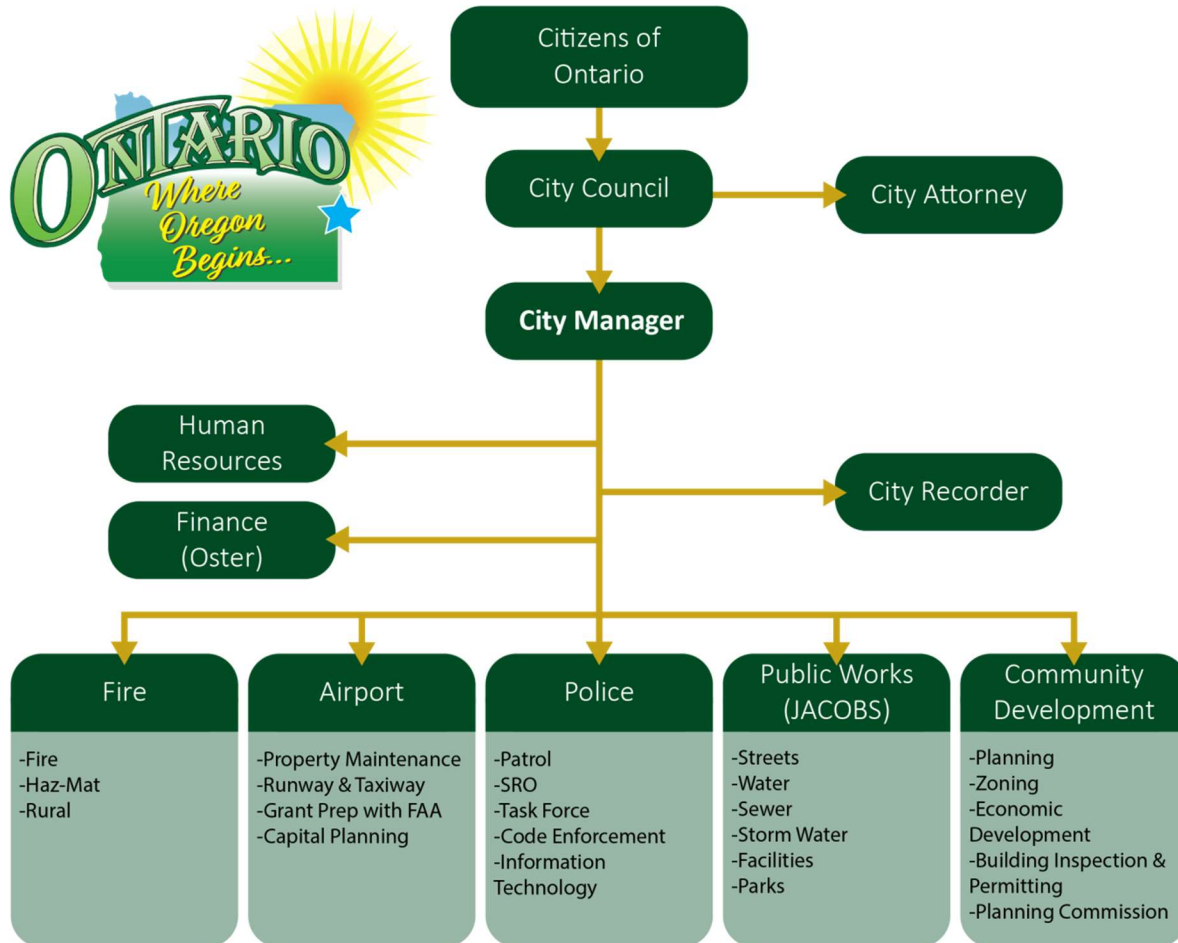 Citizens of
Ontario
ONTARIO
Where
Oregon
Begins...
City Council
City Attorney
City Manager
Human
Resources
City Recorder
Finance
(Oster)
Fire
-Fire
-Haz-Mat
-Rural
Airport
-Property Maintenance
-Runway & Taxiway
-Grant Prep with FAA
-Capital Planning
Police
-Patrol
-SRO
-Task Force
-Code Enforcement
-Information
Technology
Public Works
(JACOBS)
-Streets
-Water
-Sewer
-Storm Water
-Facilities
-Parks
Community
Development
-Planning
-Zoning
-Economic
Development
-Building Inspection &
Permitting
-Planning Commission